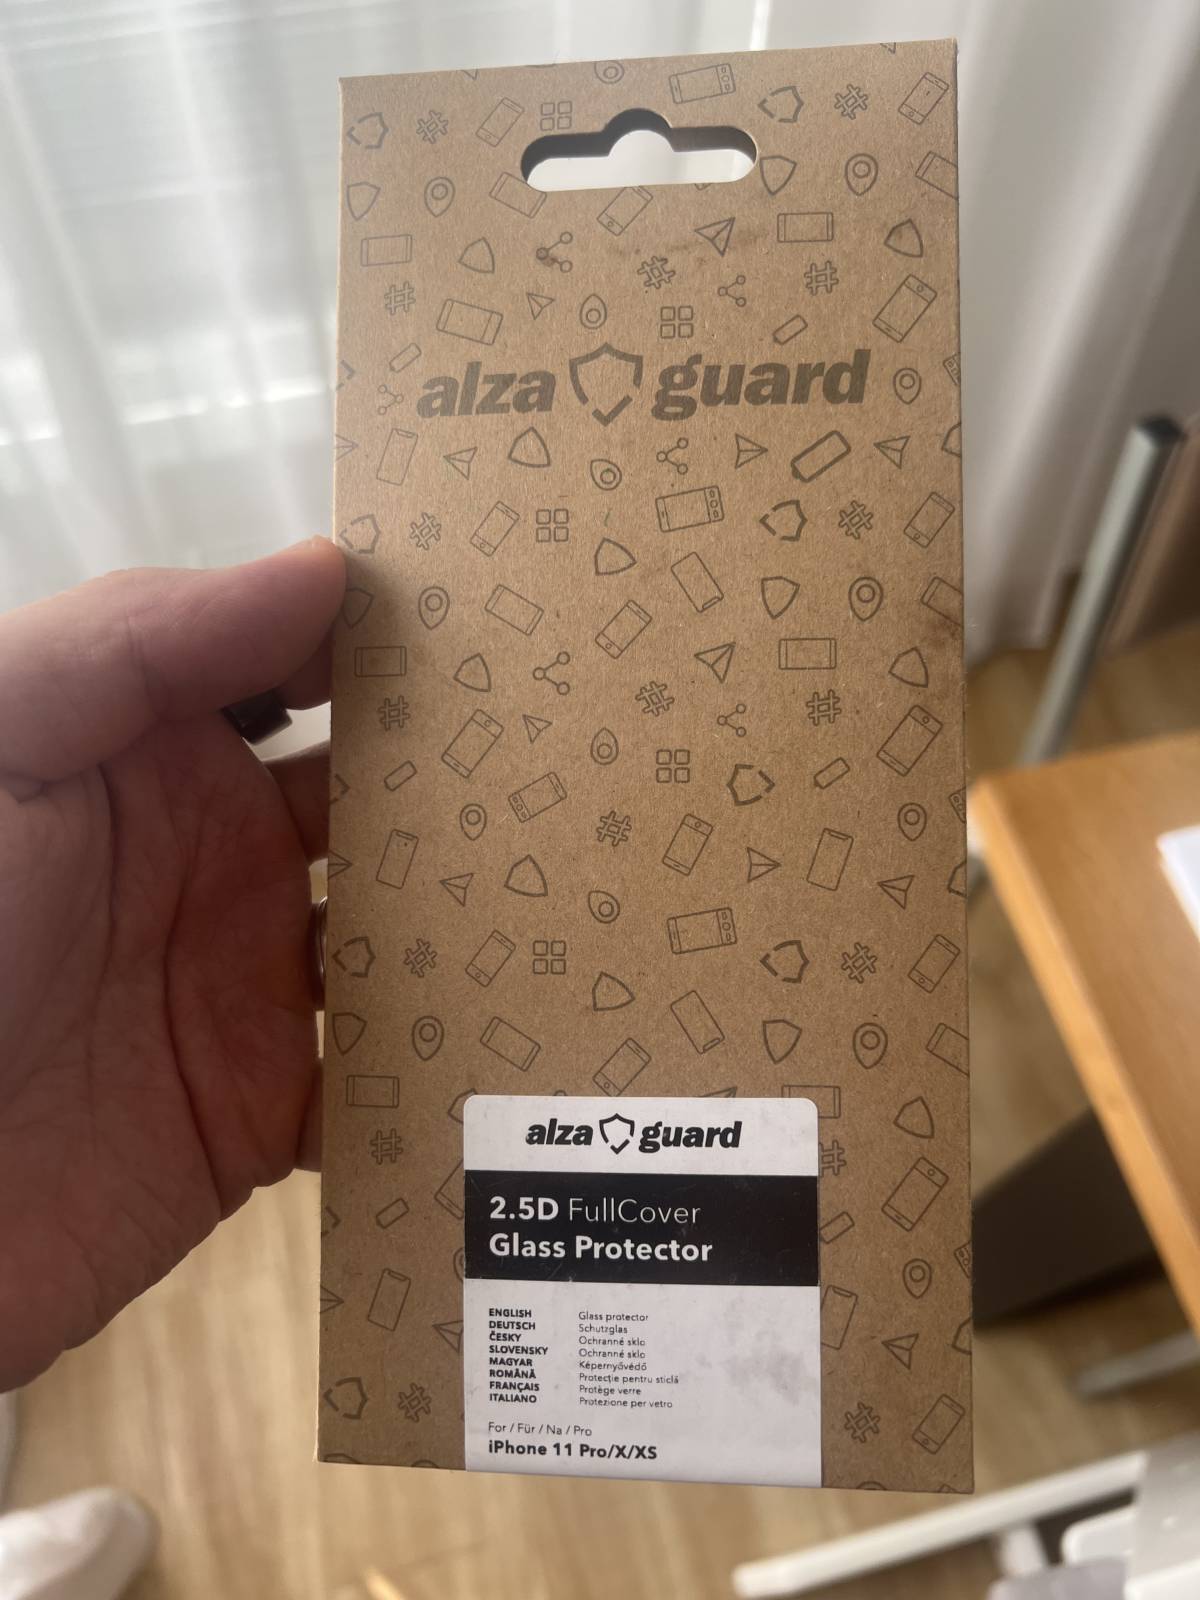 alza guard
alza guard
2.5D FullCover
Glass Protector
ENGLISH Glass protector
DEUTSCH Schutzglas
ČESKY Ochranné sklo
SLOVENSKY Ochranné sklo
MAGYAR Képernyővédő
ROMÂNĂ Protecție pentru sticlă
FRANÇAIS Protège verre
ITALIANO Protezione per vetro
For / Für / Na / Pro
iPhone 11 Pro/X/XS